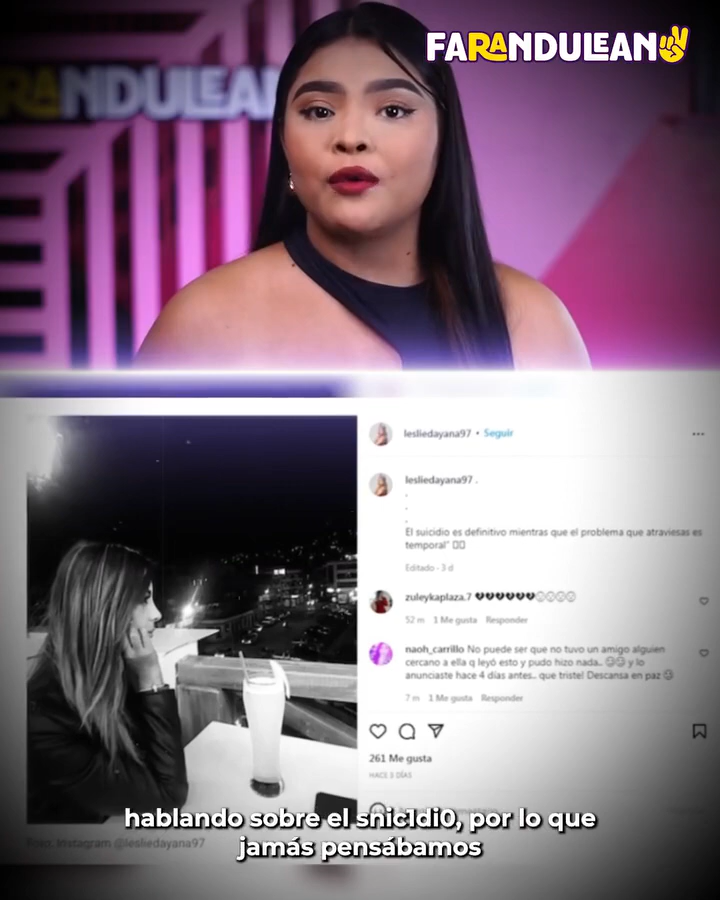 FARANDULEANO
RANDULEAN
lesliedayana97 • Seguir
lesliedayana97 .
.
.
.
El suicidio es definitivo mientras que el problema que atraviesas es
temporal"
Editado · 3 d
zuleykaplaza.7 💔💔💔💔💔💔💔☹☹☹☹
52 m 1 Me gusta Responder
naoh_carrillo No puede ser que no tuvo un amigo alguien
cercano a ella q leyó esto y pudo hizo nada.. y lo
anunciaste hace 4 días antes.. que triste! Descansa en paz
7 m 1 Me gusta Responder
261 Me gusta
HACE 3 DÍAS
Foto: Instagram @lesliedayana97
hablando sobre el snic1di0, por lo que
jamás pensábamos